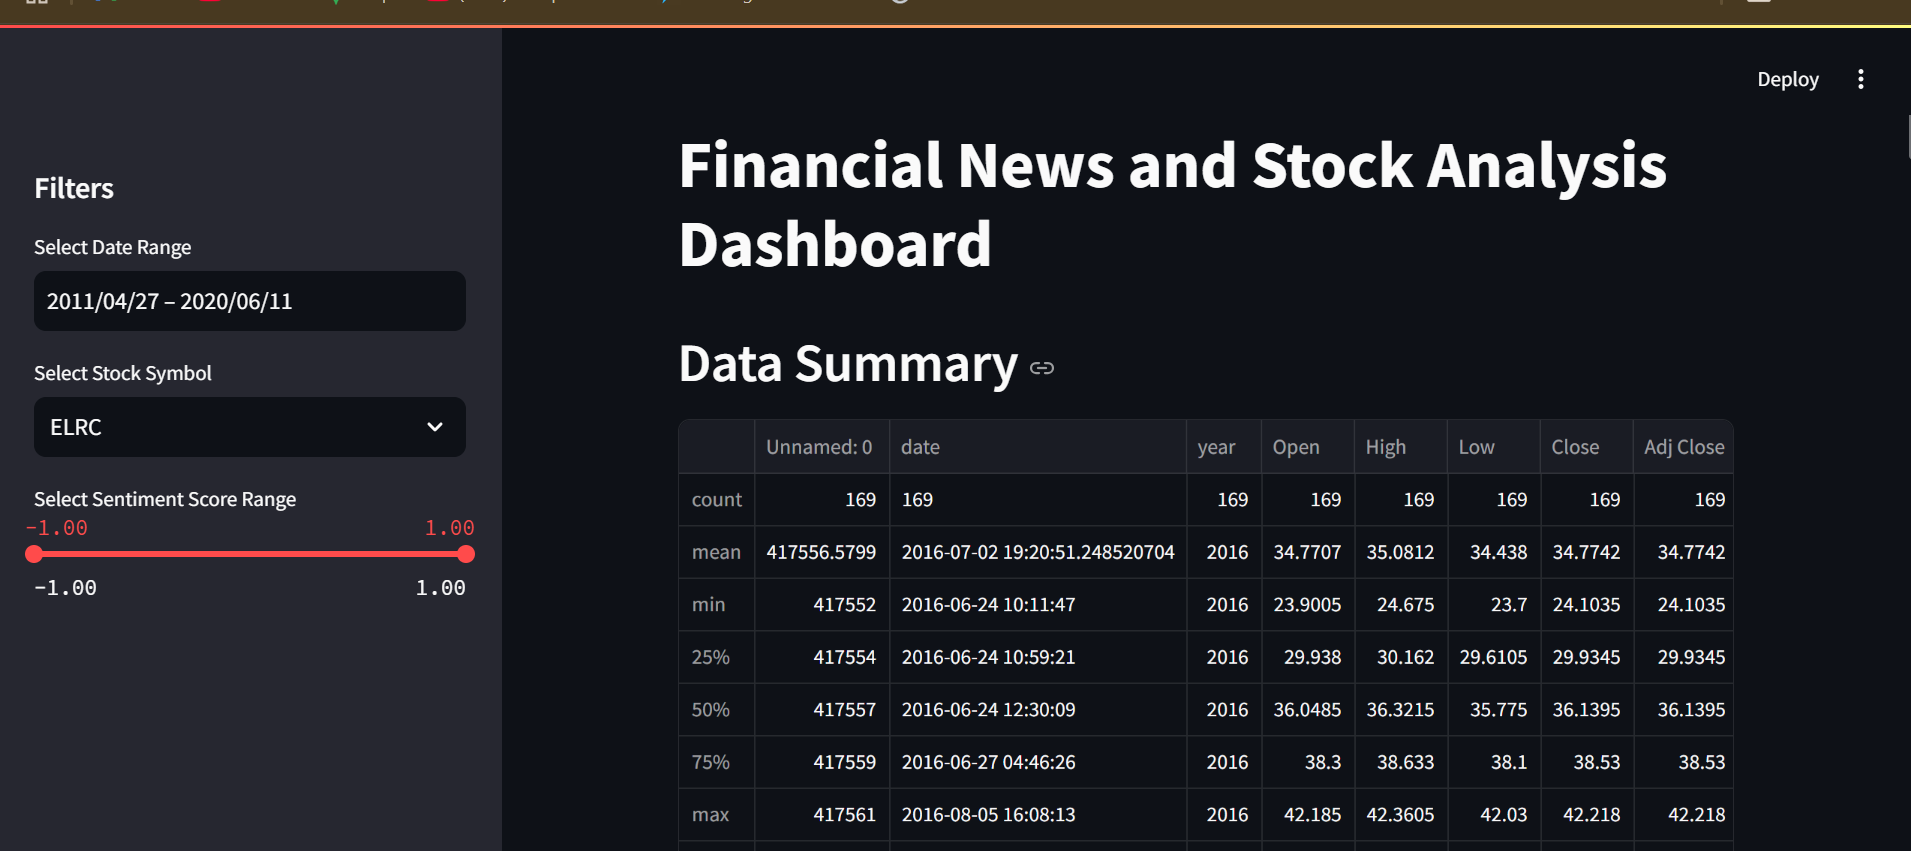 Deploy
Filters
Select Date Range
2011/04/27 – 2020/06/11
Select Stock Symbol
ELRC
Select Sentiment Score Range
-1.00 1.00
-1.00 1.00
Financial News and Stock Analysis
Dashboard
Data Summary
Unnamed: 0 date year Open High Low Close Adj Close
count 169 169 169 169 169 169 169 169
mean 417556.5799 2016-07-02 19:20:51.248520704 2016 34.7707 35.0812 34.438 34.7742 34.7742
min 417552 2016-06-24 10:11:47 2016 23.9005 24.675 23.7 24.1035 24.1035
25% 417554 2016-06-24 10:59:21 2016 29.938 30.162 29.6105 29.9345 29.9345
50% 417557 2016-06-24 12:30:09 2016 36.0485 36.3215 35.775 36.1395 36.1395
75% 417559 2016-06-27 04:46:26 2016 38.3 38.633 38.1 38.53 38.53
max 417561 2016-08-05 16:08:13 2016 42.185 42.3605 42.03 42.218 42.218